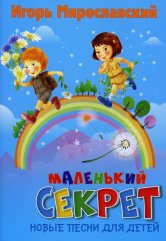 Игорь Мирославский
МАЛЕНЬКИЙ
СЕКРЕТ
НОВЫЕ ПЕСНИ ДЛЯ ДЕТЕЙ